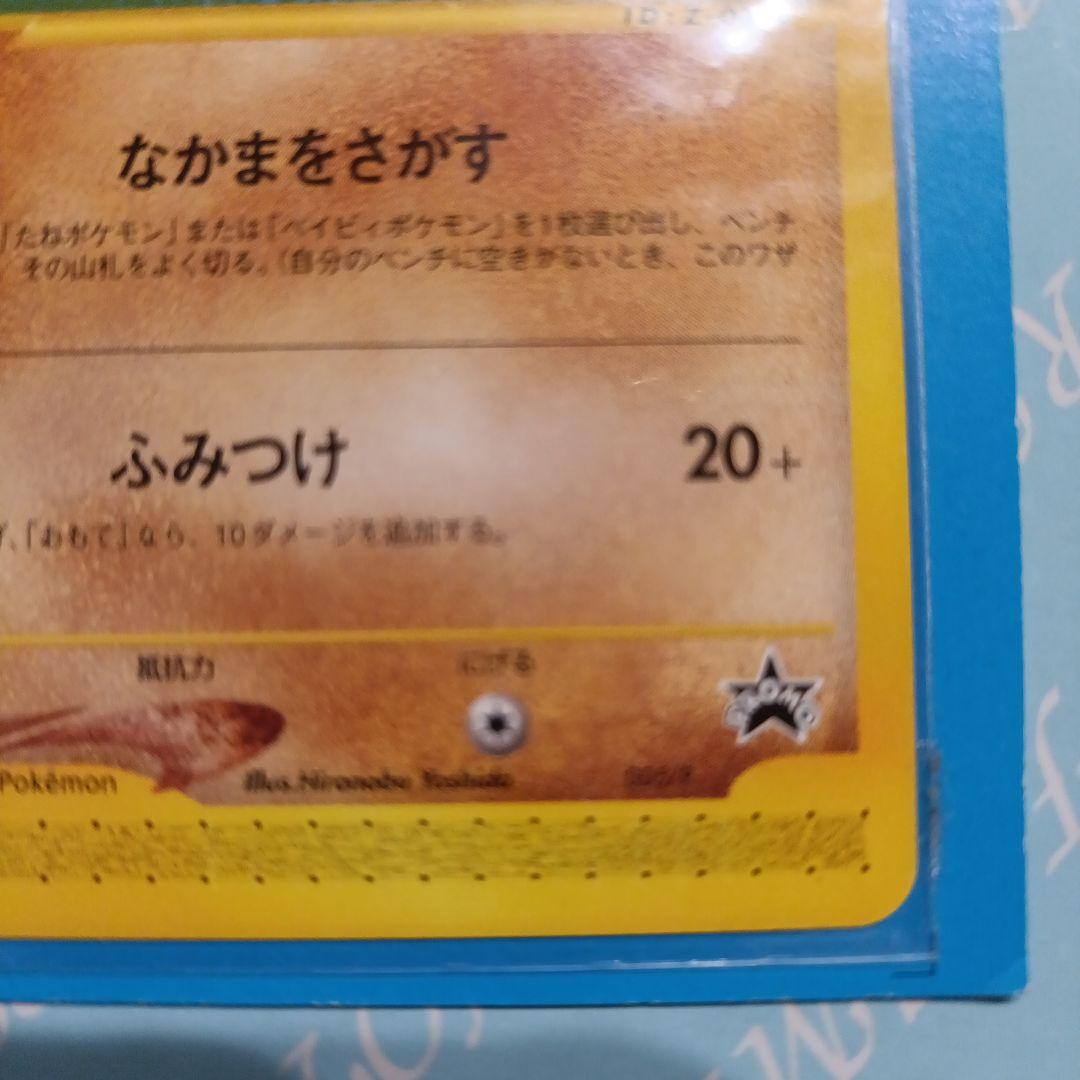 ID:Z
なかまをさがす
「たねポケモン」または「ベイビィポケモン」を1枚選び出し、ベンチ
その山札をよく切る。(自分のベンチに空きがないとき、このワザ
ふみつけ 20+
「おもて」なら、10ダメージを追加する。
抵抗力 にげる
PROMO
Pokémon Illus.